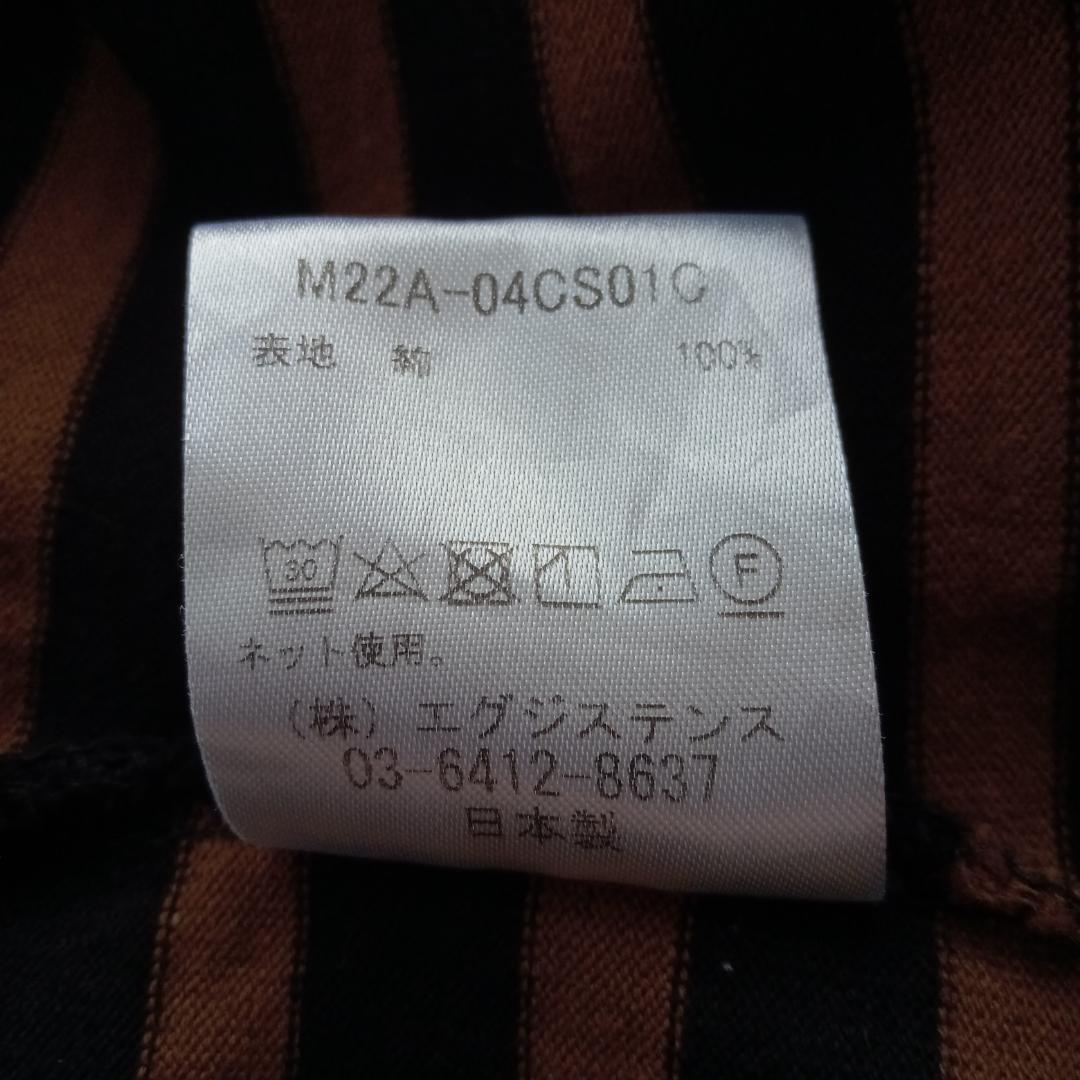 M22A-04CS01C
表地 綿 100%
30
F
ネット使用。
(株) エグジステンス
03-6412-8637
日本製